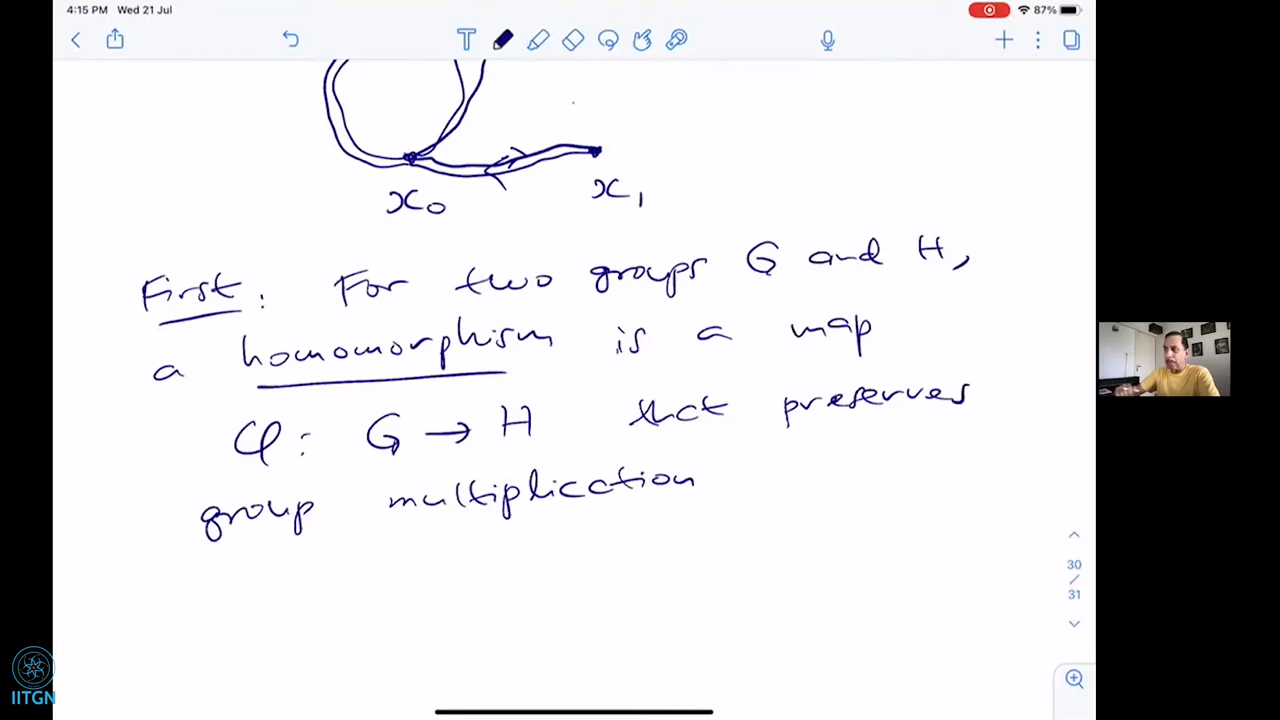 4:15 PM Wed 21 Jul
87%
x₀
x₁
First: For two groups G and H,
a homomorphism is a map
φ: G → H that preserves
group multiplication
30
/
31
IITGN